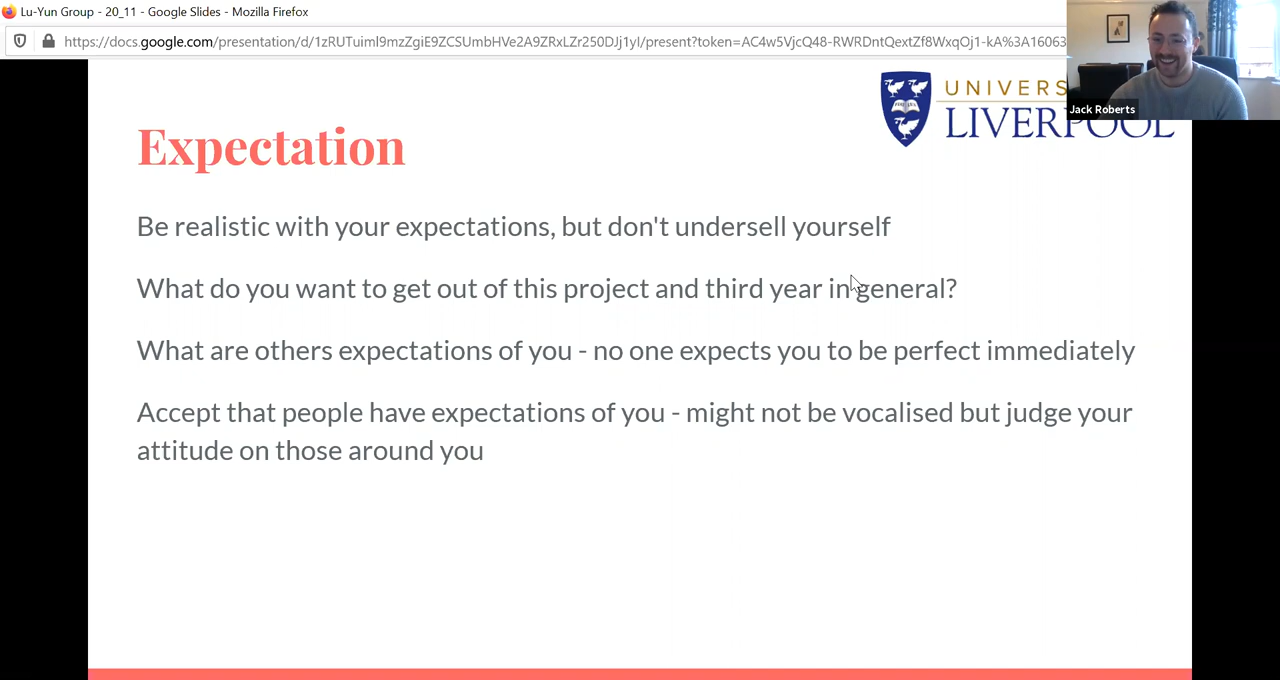 Lu-Yun Group - 20_11 - Google Slides - Mozilla Firefox
https://docs.google.com/presentation/d/1zRUTuiml9mzZgiE9ZCSUmbHVe2A9ZRxLZr250DJj1yI/present?token=AC4w5VjcQ48-RWRDntQextZf8WxqOj1-kA%3A16063
Jack Roberts
UNIVERS
LIVERPOOL
Expectation
Be realistic with your expectations, but don't undersell yourself
What do you want to get out of this project and third year in general?
What are others expectations of you - no one expects you to be perfect immediately
Accept that people have expectations of you - might not be vocalised but judge your
attitude on those around you